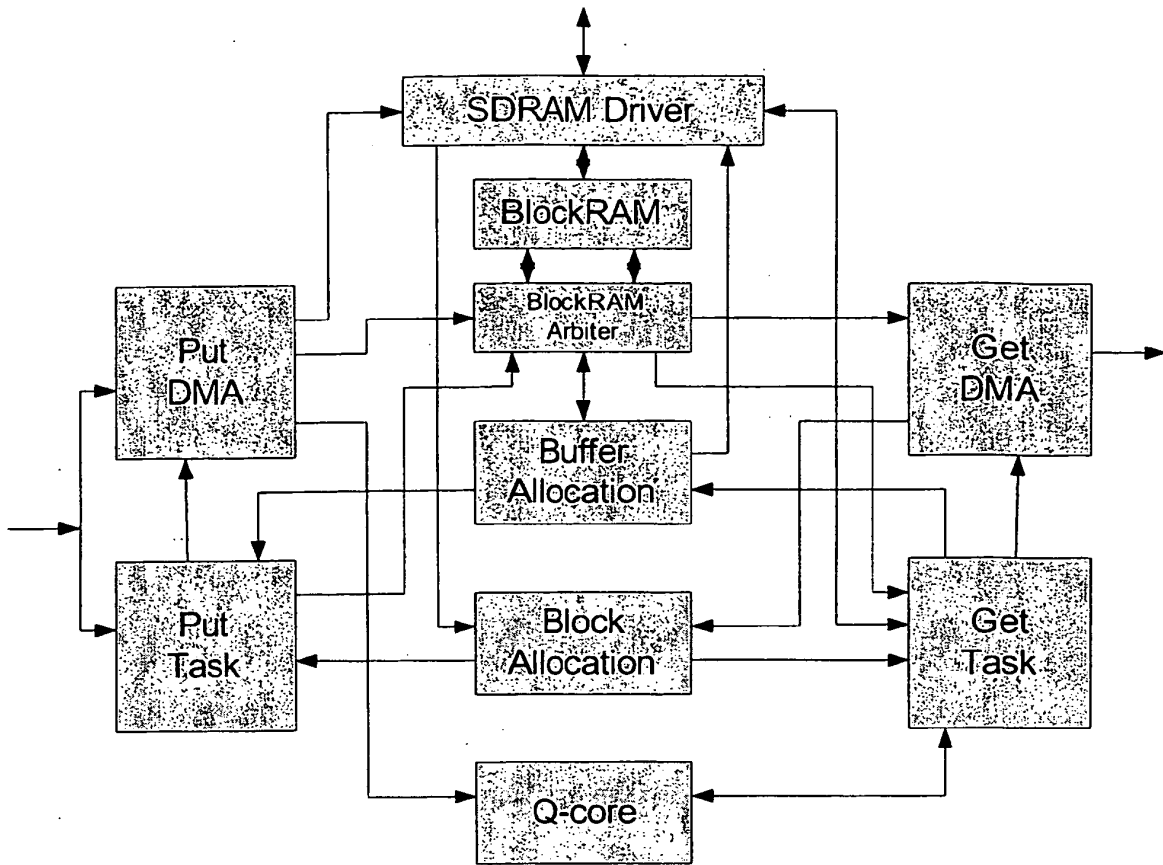 SDRAM Driver
BlockRAM
BlockRAM
Arbiter
Put
DMA
Get
DMA
Buffer
Allocation
Put
Task
Block
Allocation
Get
Task
Q-core